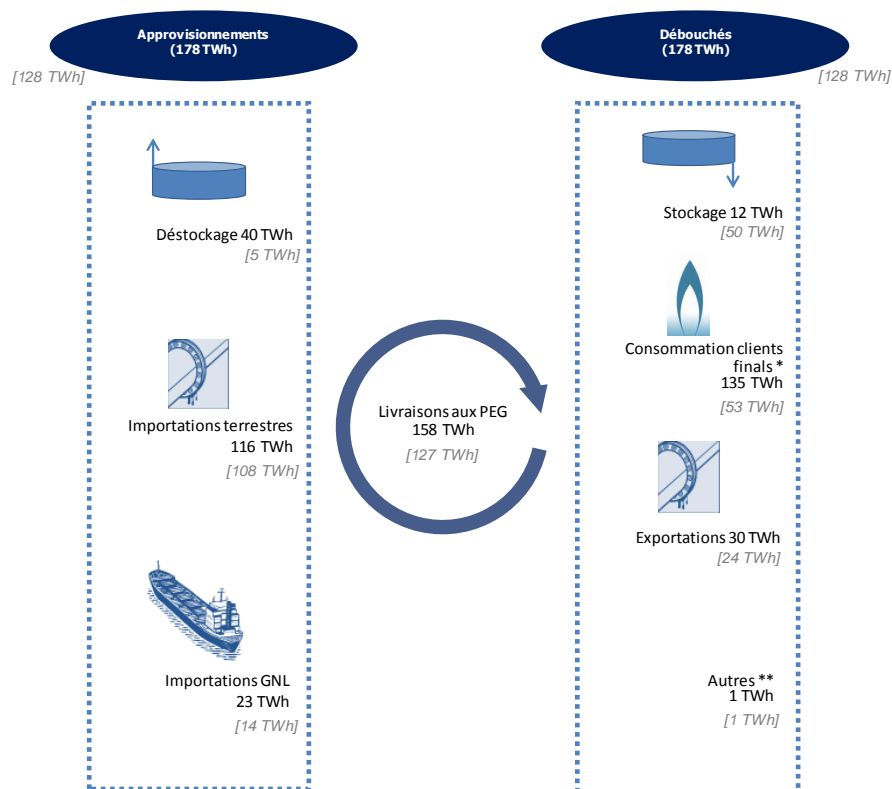 Approvisionnements
(178 TWh)
[128 TWh]
Déstockage 40 TWh
[5 TWh]
Importations terrestres
116 TWh
[108 TWh]
Importations GNL
23 TWh
[14 TWh]
Livraisons aux PEG
158 TWh
[127 TWh]
Débouchés
(178 TWh)
[128 TWh]
Stockage 12 TWh
[50 TWh]
Consommation clients
finals *
135 TWh
[53 TWh]
Exportations 30 TWh
[24 TWh]
Autres **
1 TWh
[1 TWh]